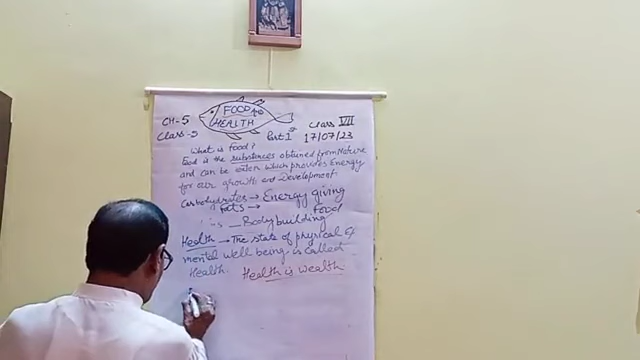 CH-5
FOOD AND
HEALTH
Class VII
Class-5
Part 1st
17/07/23
What is Food?
Food is the substances obtained from Nature
and can be eaten which provides Energy
for our growth and Development.
Carbohydrates → Energy giving
Fats → Food
ins - Body building
Health → The state of physical &
mental well being is called
Health. Health is wealth